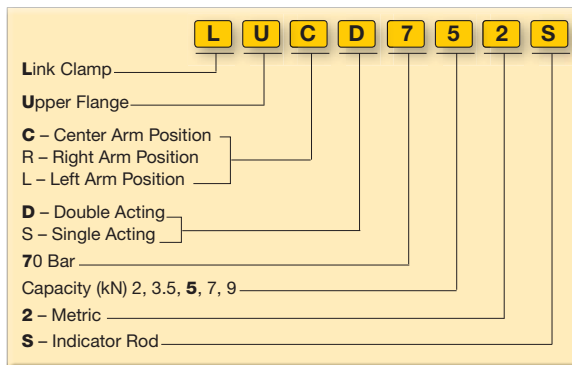 L U C D 7 5 2 S
Link Clamp
Upper Flange
C – Center Arm Position
R – Right Arm Position
L – Left Arm Position
D – Double Acting
S – Single Acting
70 Bar
Capacity (kN) 2, 3.5, 5, 7, 9
2 – Metric
S – Indicator Rod